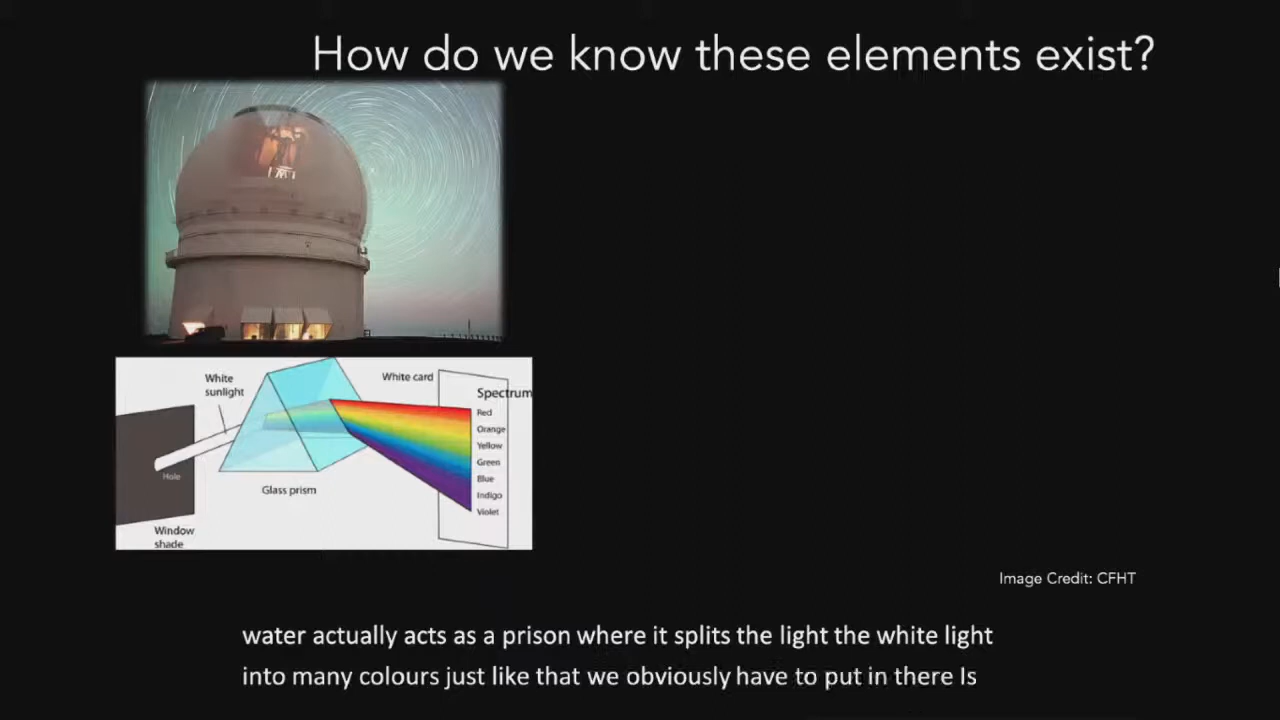 How do we know these elements exist?
White
sunlight
White card
Spectrum
Red
Orange
Yellow
Green
Blue
Indigo
Violet
Hole
Glass prism
Window
shade
Image Credit: CFHT
water actually acts as a prison where it splits the light the white light
into many colours just like that we obviously have to put in there Is